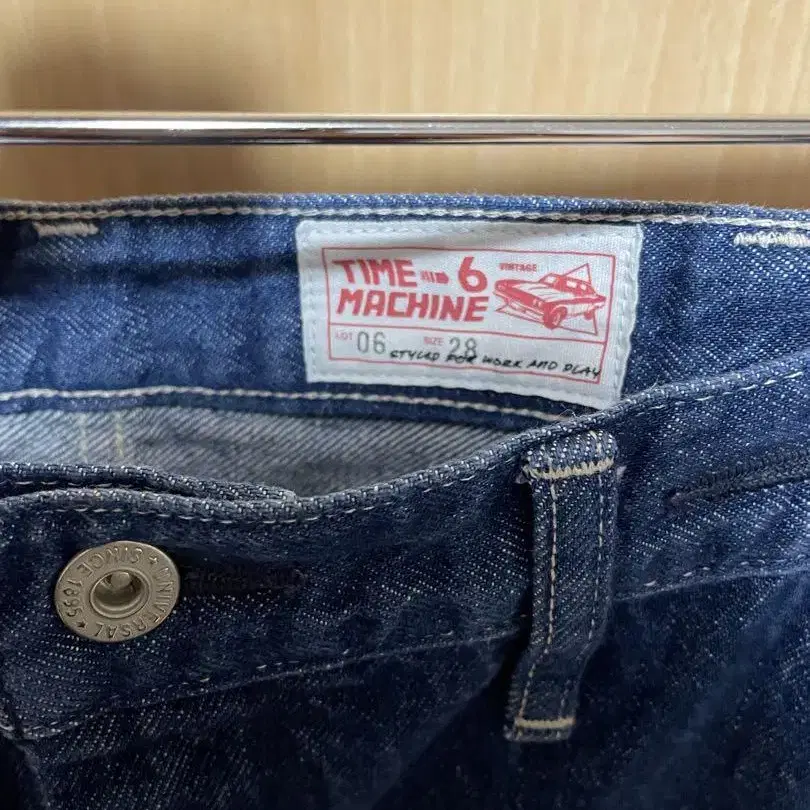 TIME 6 VINTAGE
MACHINE
LOT 06 SIZE 28
STYLED FOR WORK AND PLAY
★ UNIVERSAL ★ SINCE 1895